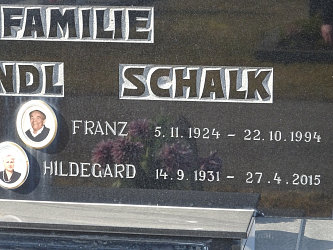 FAMILIE
NDL SCHALK
FRANZ 5.11.1924 - 22.10.1994
HILDEGARD 14.9.1931 - 27.4.2015